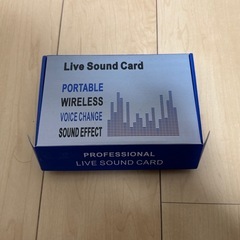 Live Sound Card
PORTABLE
WIRELESS
VOICE CHANGE
SOUND EFFECT
PROFESSIONAL
LIVE SOUND CARD